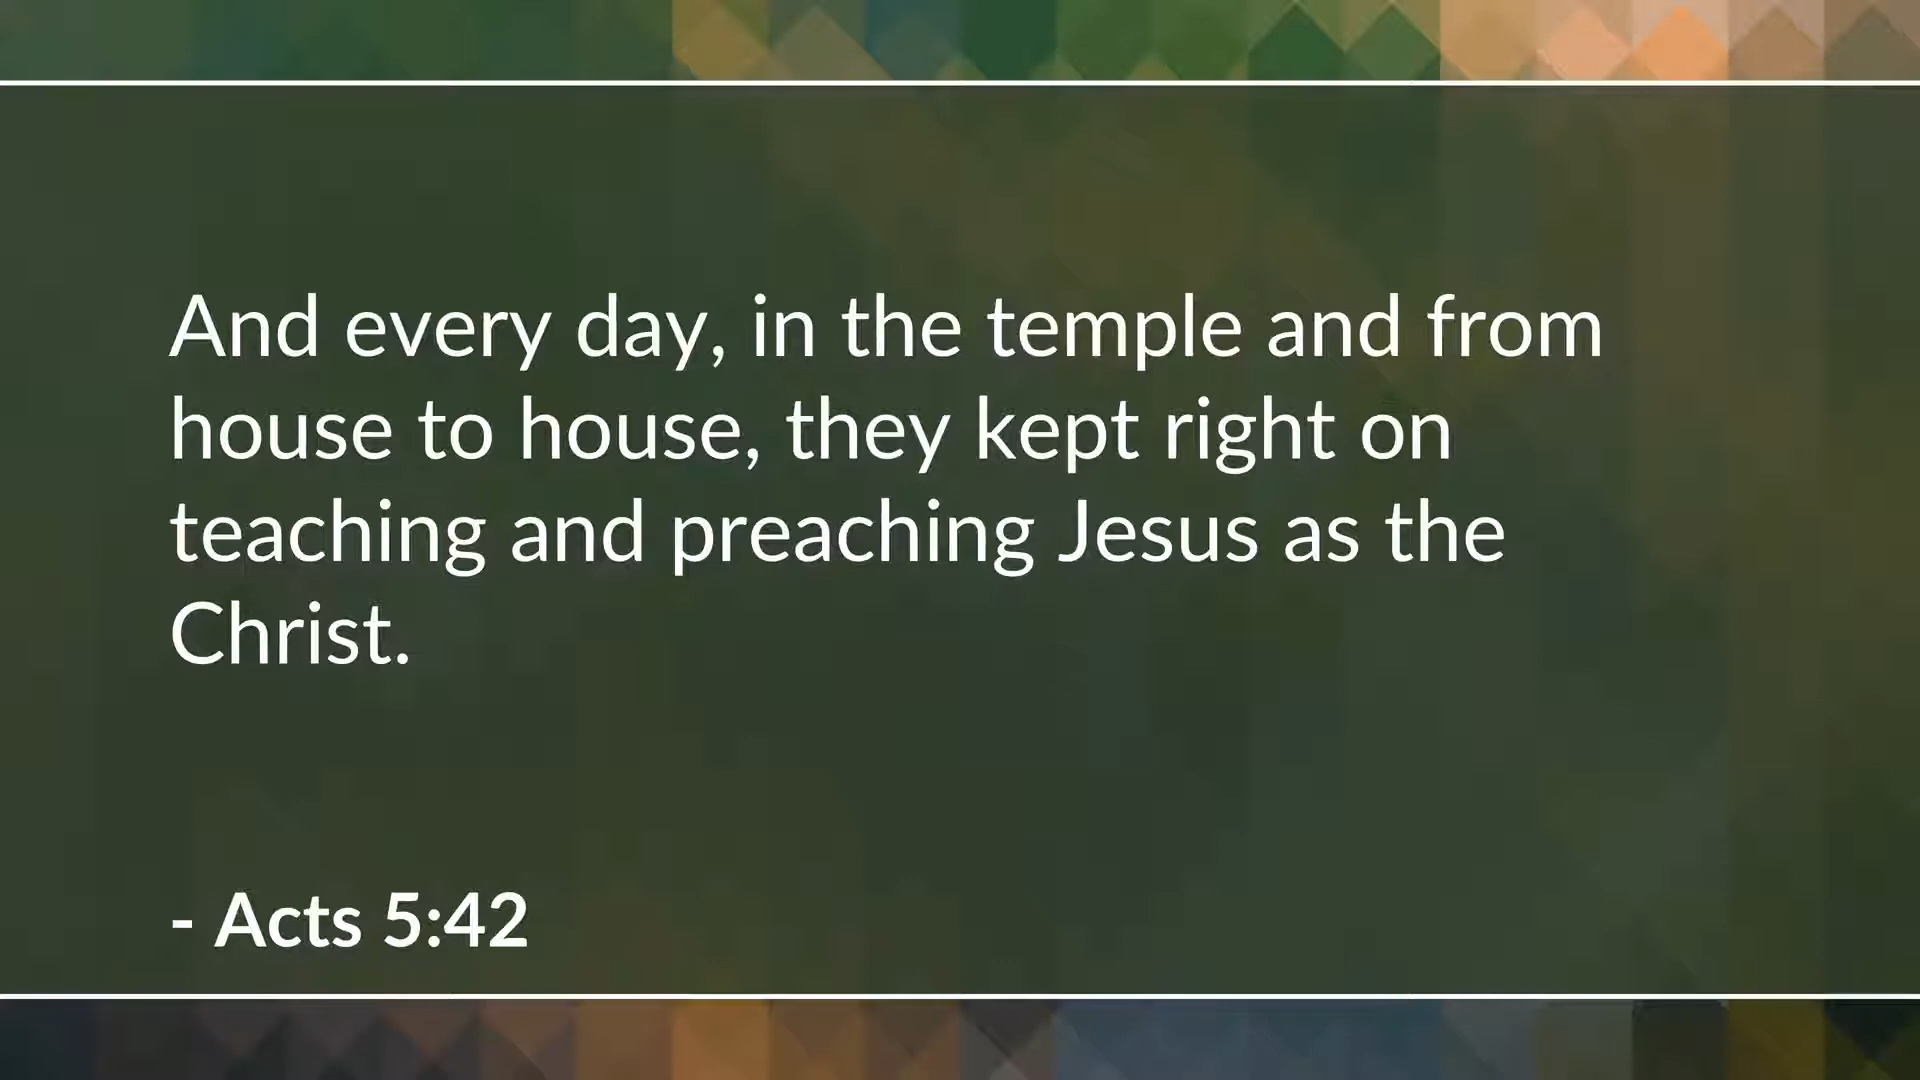 And every day, in the temple and from
house to house, they kept right on
teaching and preaching Jesus as the
Christ.
- Acts 5:42